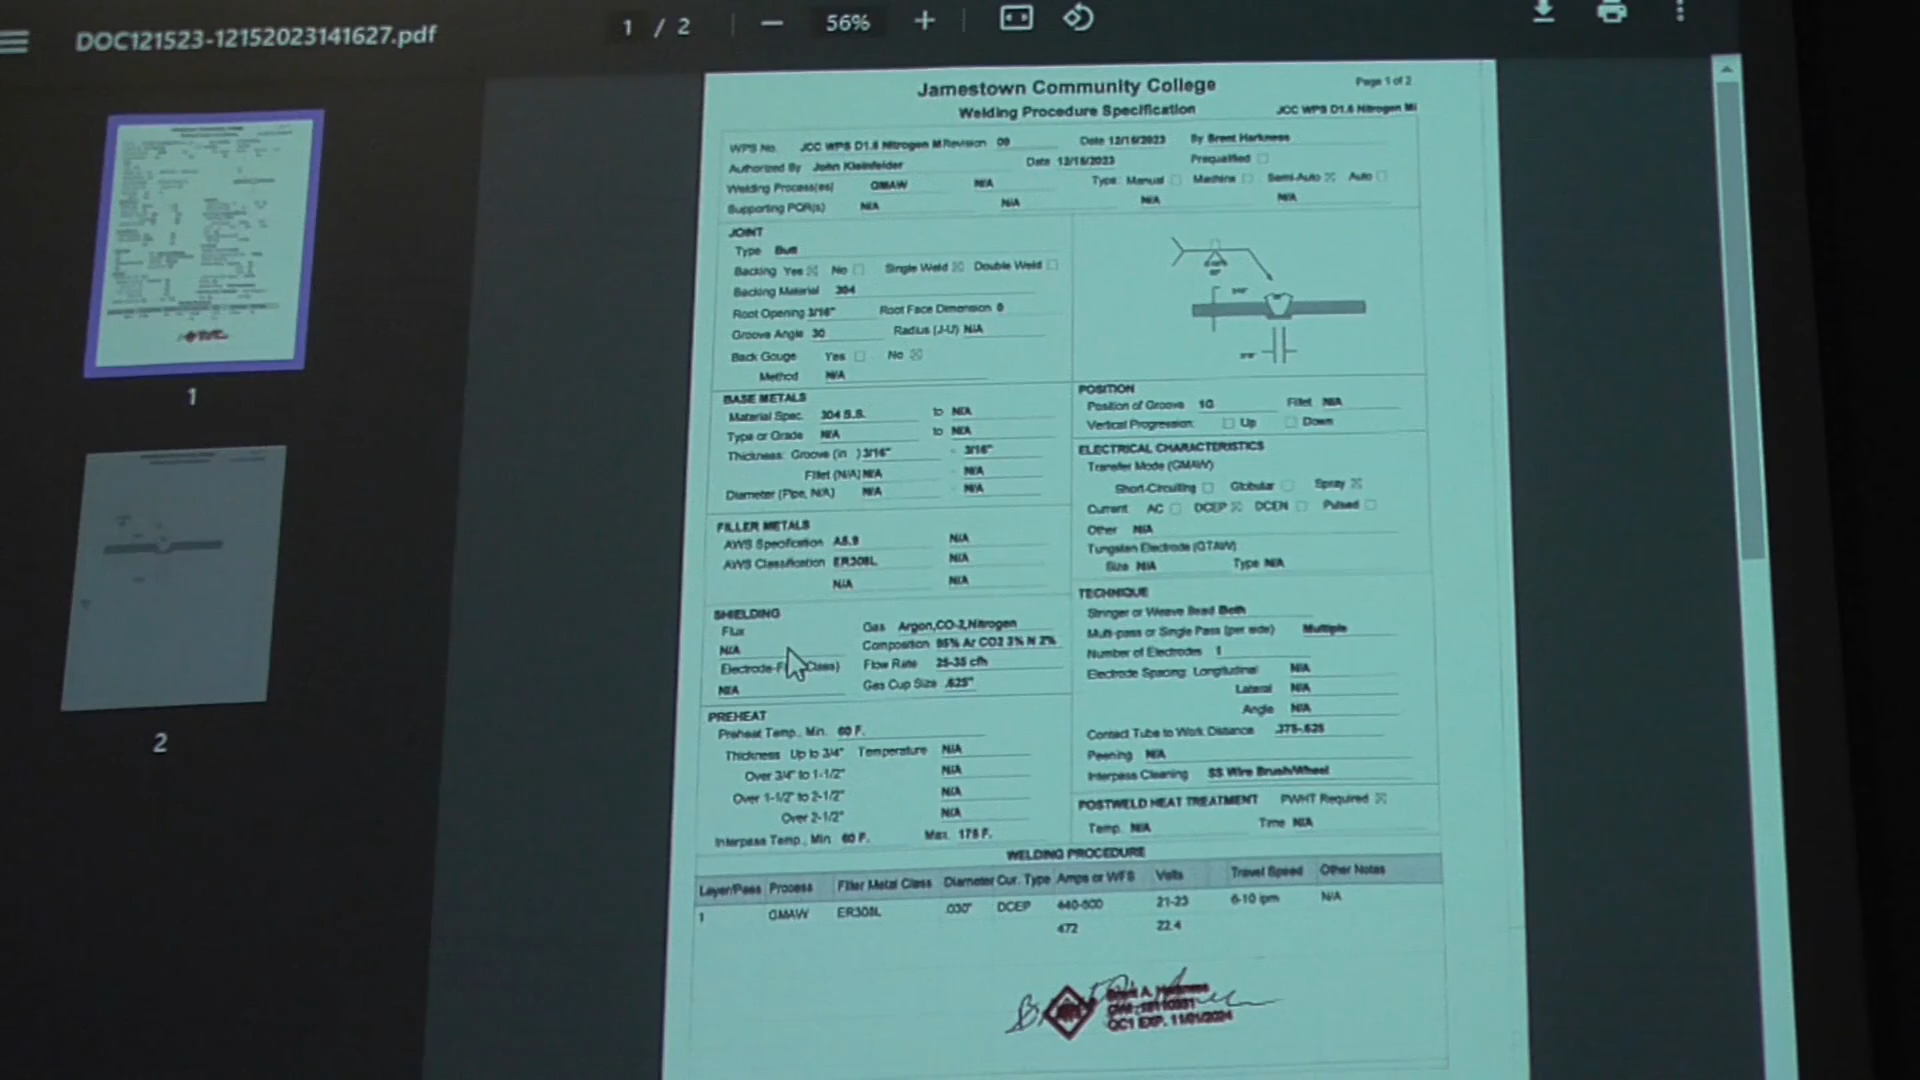 DOC121523-12152023141627.pdf
1 / 2
56%
Jamestown Community College
Page 1 of 2
Welding Procedure Specification
JCC WPS D1.6 Nitrogen Mi
WPS No. JCC WPS D1.6 Nitrogen M Revision 00 Date 12/15/2023 By Brent Harkness
Authorized By John Kleinfelder Date 12/15/2023 Prequalified
Welding Process(es) GMAW N/A Type: Manual Machine Semi-Auto Auto
Supporting PQR(s) N/A N/A N/A N/A
JOINT
Type Butt
Backing Yes No Single Weld Double Weld
Backing Material 304
Root Opening 3/16" Root Face Dimension 0
Groove Angle 30 Radius (J-U) N/A
Back Gouge Yes No
Method N/A
BASE METALS
Material Spec. 304 S.S. to N/A
Type or Grade N/A to N/A
Thickness: Groove (in ) 3/16" - 3/16"
Fillet (N/A) N/A - N/A
Diameter (Pipe, N/A) N/A - N/A
FILLER METALS
AWS Specification A5.9 N/A
AWS Classification ER308L N/A
N/A N/A
SHIELDING
Flux
N/A
Gas Argon,CO-2,Nitrogen
Composition 95% Ar CO2 3% N 2%
Electrode-F Class)
N/A
Flow Rate 25-35 cfh
Gas Cup Size .625"
PREHEAT
Preheat Temp., Min. 60 F.
Thickness Up to 3/4" Temperature N/A
Over 3/4" to 1-1/2" N/A
Over 1-1/2" to 2-1/2" N/A
Over 2-1/2" N/A
Interpass Temp., Min 60 F. Max. 175 F.
POSITION
Position of Groove 1G Fillet N/A
Vertical Progression: Up Down
ELECTRICAL CHARACTERISTICS
Transfer Mode (GMAW)
Short-Circuiting Globular Spray
Current AC DCEP DCEN Pulsed
Other N/A
Tungsten Electrode (GTAW)
Size N/A Type N/A
TECHNIQUE
Stringer or Weave Bead Both
Multi-pass or Single Pass (per side) Multiple
Number of Electrodes 1
Electrode Spacing: Longitudinal N/A
Lateral N/A
Angle N/A
Contact Tube to Work Distance .375-.625
Peening N/A
Interpass Cleaning SS Wire Brush/Wheel
POSTWELD HEAT TREATMENT PWHT Required
Temp. N/A Time N/A
WELDING PROCEDURE
Layer/Pass Process Filler Metal Class Diameter Cur. Type Amps or WFS Volts Travel Speed Other Notes
1 GMAW ER308L .030" DCEP 440-500 21-23 6-10 ipm N/A
472 22.4
Brent A. Harkness
QC1 EXP. 11/01/2024
1
2